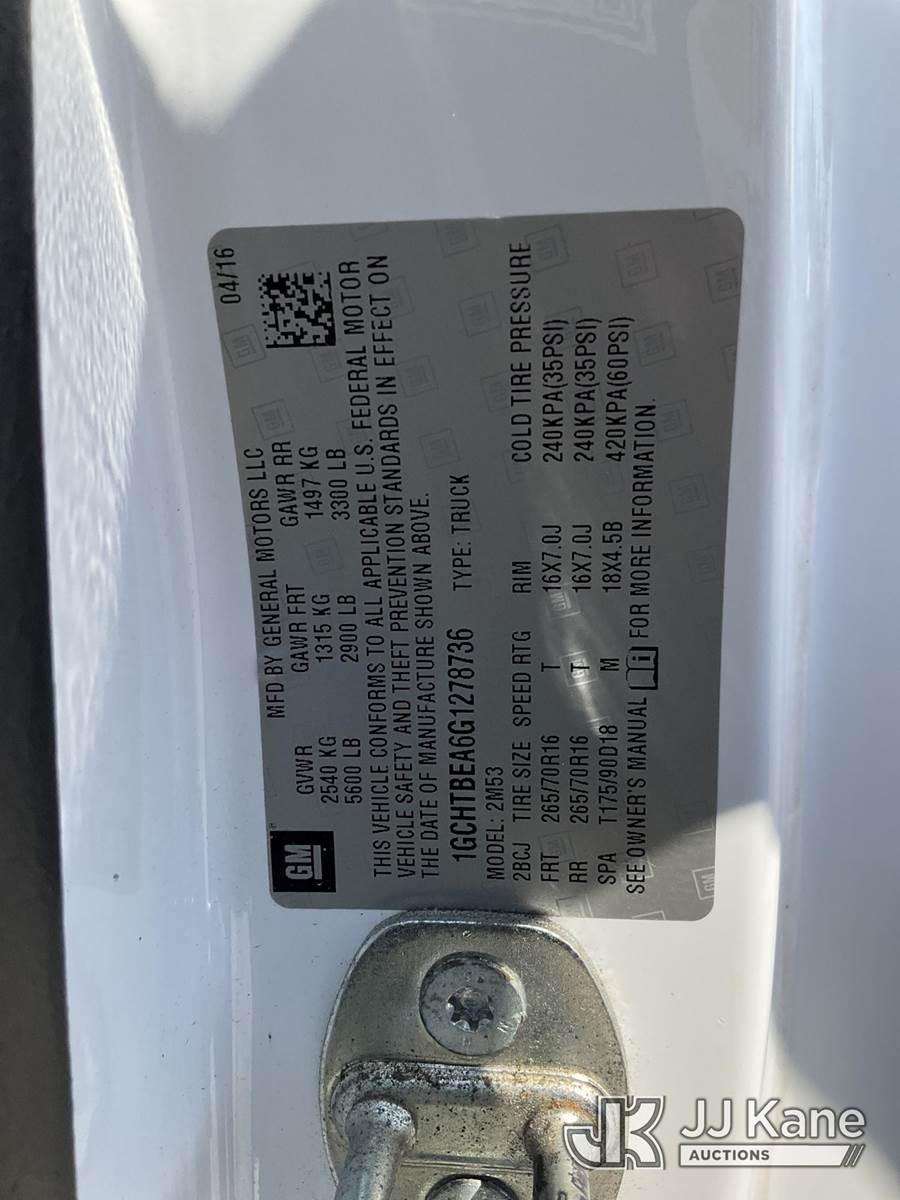 MFD BY GENERAL MOTORS LLC 04/16
GM
GVWR GAWR FRT GAWR RR
2540 KG 1315 KG 1497 KG
5600 LB 2900 LB 3300 LB
THIS VEHICLE CONFORMS TO ALL APPLICABLE U.S. FEDERAL MOTOR
VEHICLE SAFETY AND THEFT PREVENTION STANDARDS IN EFFECT ON
THE DATE OF MANUFACTURE SHOWN ABOVE.
1GCHTBEA6G1278736 TYPE: TRUCK
MODEL: 2M53
2BCJ TIRE SIZE SPEED RTG RIM COLD TIRE PRESSURE
FRT 265/70R16 T 16X7.0J 240KPA(35PSI)
RR 265/70R16 T 16X7.0J 240KPA(35PSI)
SPA T175/90D18 M 18X4.5B 420KPA(60PSI)
SEE OWNER'S MANUAL i FOR MORE INFORMATION.
JK JJ Kane
AUCTIONS